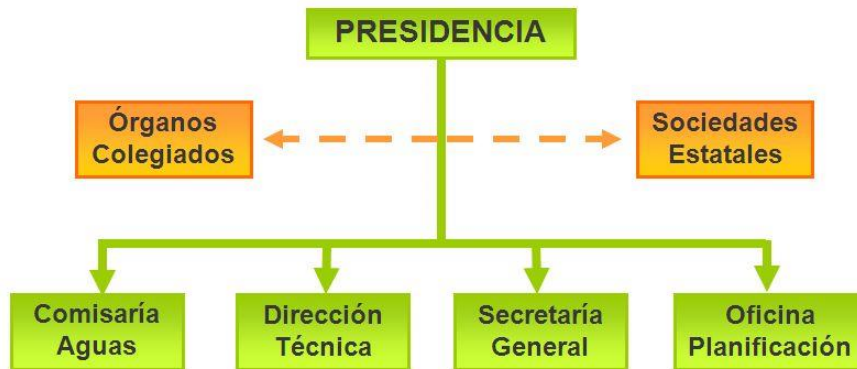 PRESIDENCIA
Órganos
Colegiados
Sociedades
Estatales
Comisaría
Aguas
Dirección
Técnica
Secretaría
General
Oficina
Planificación